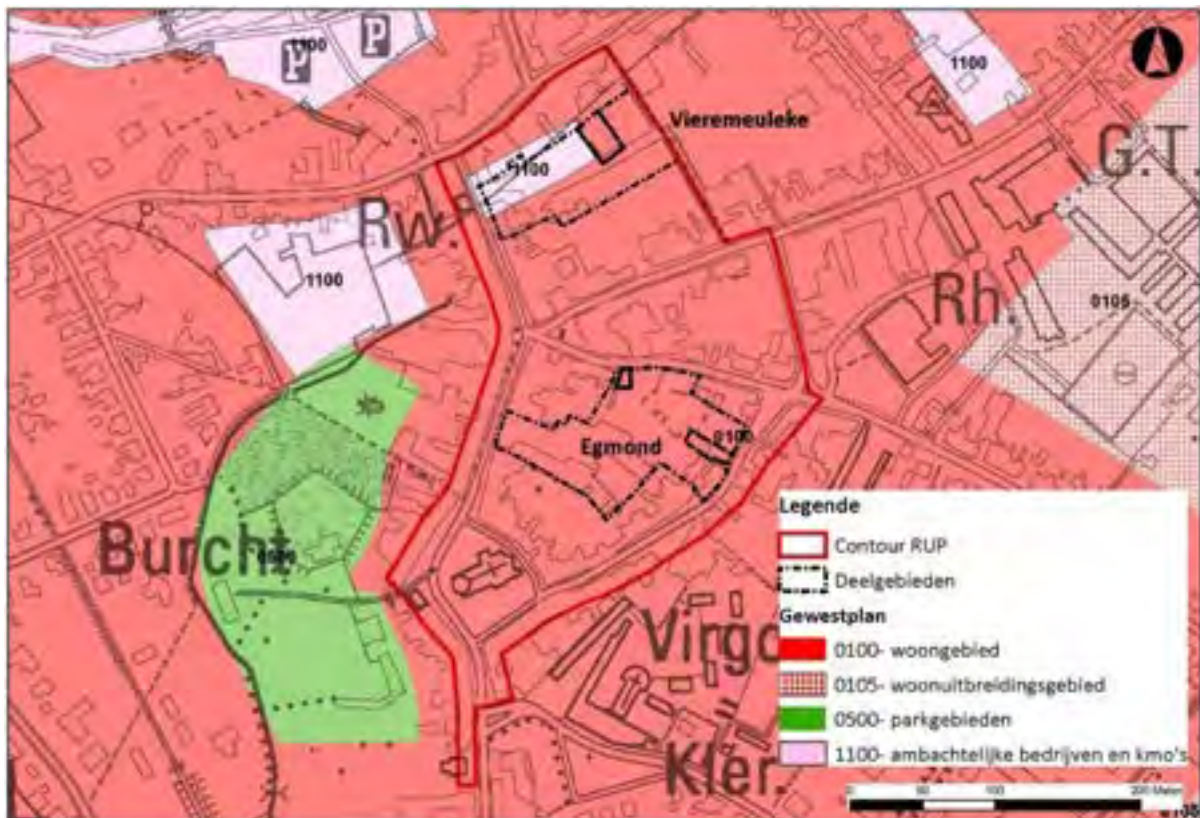 P
P
1100
1100
Vieremeuleke
G.T.
1100
Rw.
1100
Rh.
0105
Egmond
0100
Burcht
0500
Virgo
Kler.
Legende
Contour RUP
Deelgebieden
Gewestplan
0100- woongebied
0105- woonuitbreidingsgebied
0500- parkgebieden
1100- ambachtelijke bedrijven en kmo's
0 50 100 200 Meter